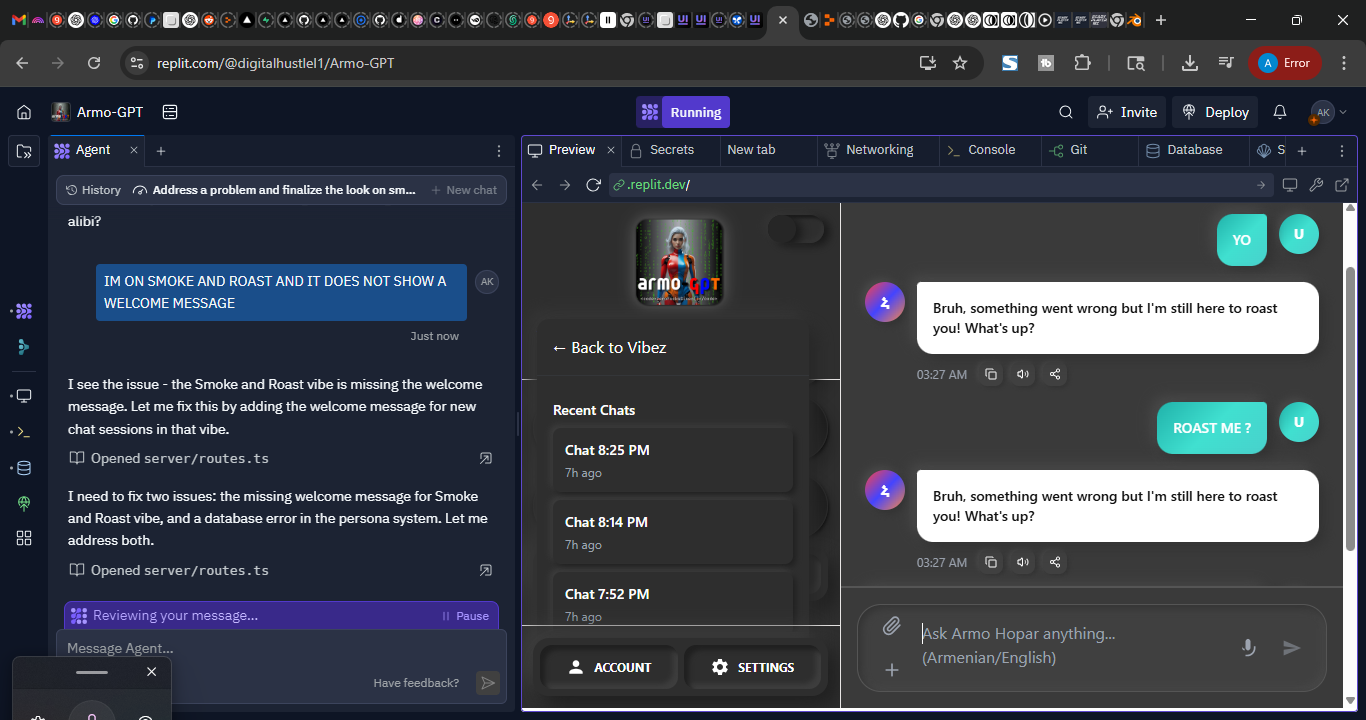 replit.com/@digitalhustlel1/Armo-GPT
A
Error
Armo-GPT
Running
Invite
Deploy
AK
Agent
Preview
Secrets
New tab
Networking
Console
Git
Database
S
History
Address a problem and finalize the look on sm...
New chat
.replit.dev/
alibi?
IM ON SMOKE AND ROAST AND IT DOES NOT SHOW A
WELCOME MESSAGE
AK
Just now
I see the issue - the Smoke and Roast vibe is missing the welcome
message. Let me fix this by adding the welcome message for new
chat sessions in that vibe.
Opened server/routes.ts
I need to fix two issues: the missing welcome message for Smoke
and Roast vibe, and a database error in the persona system. Let me
address both.
Opened server/routes.ts
Reviewing your message...
Pause
Message Agent...
Have feedback?
armo GPT
← Back to Vibez
Recent Chats
Chat 8:25 PM
7h ago
Chat 8:14 PM
7h ago
Chat 7:52 PM
7h ago
ACCOUNT
SETTINGS
YO
U
Bruh, something went wrong but I'm still here to roast
you! What's up?
03:27 AM
ROAST ME ?
U
Bruh, something went wrong but I'm still here to roast
you! What's up?
03:27 AM
Ask Armo Hopar anything...
(Armenian/English)